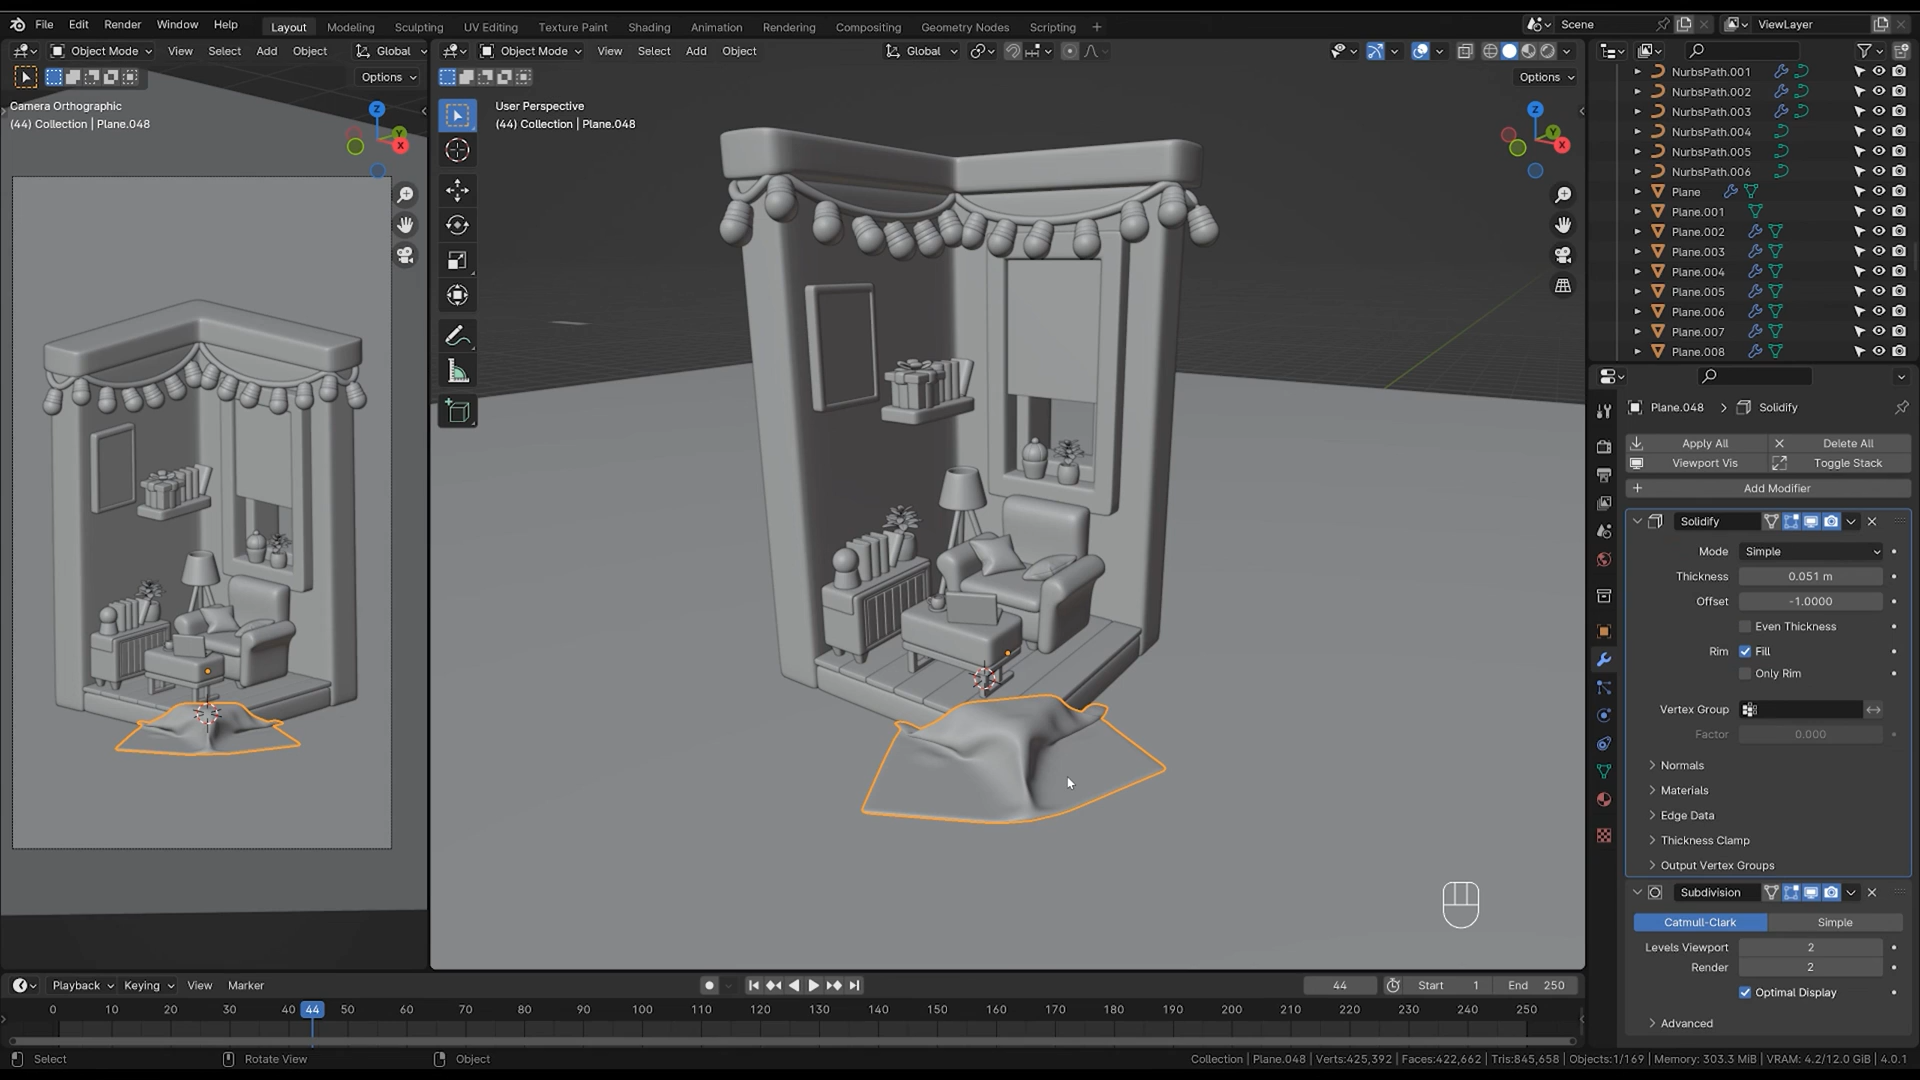 File Edit Render Window Help Layout Modeling Sculpting UV Editing Texture Paint Shading Animation Rendering Compositing Geometry Nodes Scripting + Scene ViewLayer
Object Mode View Select Add Object Global
Object Mode View Select Add Object Global
Options
Options
Camera Orthographic
(44) Collection | Plane.048
User Perspective
(44) Collection | Plane.048
Z
Y
X
Z
Y
X
NurbsPath.001
NurbsPath.002
NurbsPath.003
NurbsPath.004
NurbsPath.005
NurbsPath.006
Plane
Plane.001
Plane.002
Plane.003
Plane.004
Plane.005
Plane.006
Plane.007
Plane.008
Plane.048 > Solidify
Apply All Delete All
Viewport Vis Toggle Stack
Add Modifier
Solidify
Mode Simple
Thickness 0.051 m
Offset -1.0000
Even Thickness
Rim Fill
Only Rim
Vertex Group
Factor 0.000
Normals
Materials
Edge Data
Thickness Clamp
Output Vertex Groups
Subdivision
Catmull-Clark Simple
Levels Viewport 2
Render 2
Optimal Display
Advanced
Playback Keying View Marker 44 Start 1 End 250
0 10 20 30 40 44 50 60 70 80 90 100 110 120 130 140 150 160 170 180 190 200 210 220 230 240 250
Select Rotate View Object Collection | Plane.048 | Verts:425,392 | Faces:422,662 | Tris:845,658 | Objects:1/169 | Memory: 303.3 MiB | VRAM: 4.2/12.0 GiB | 4.0.1